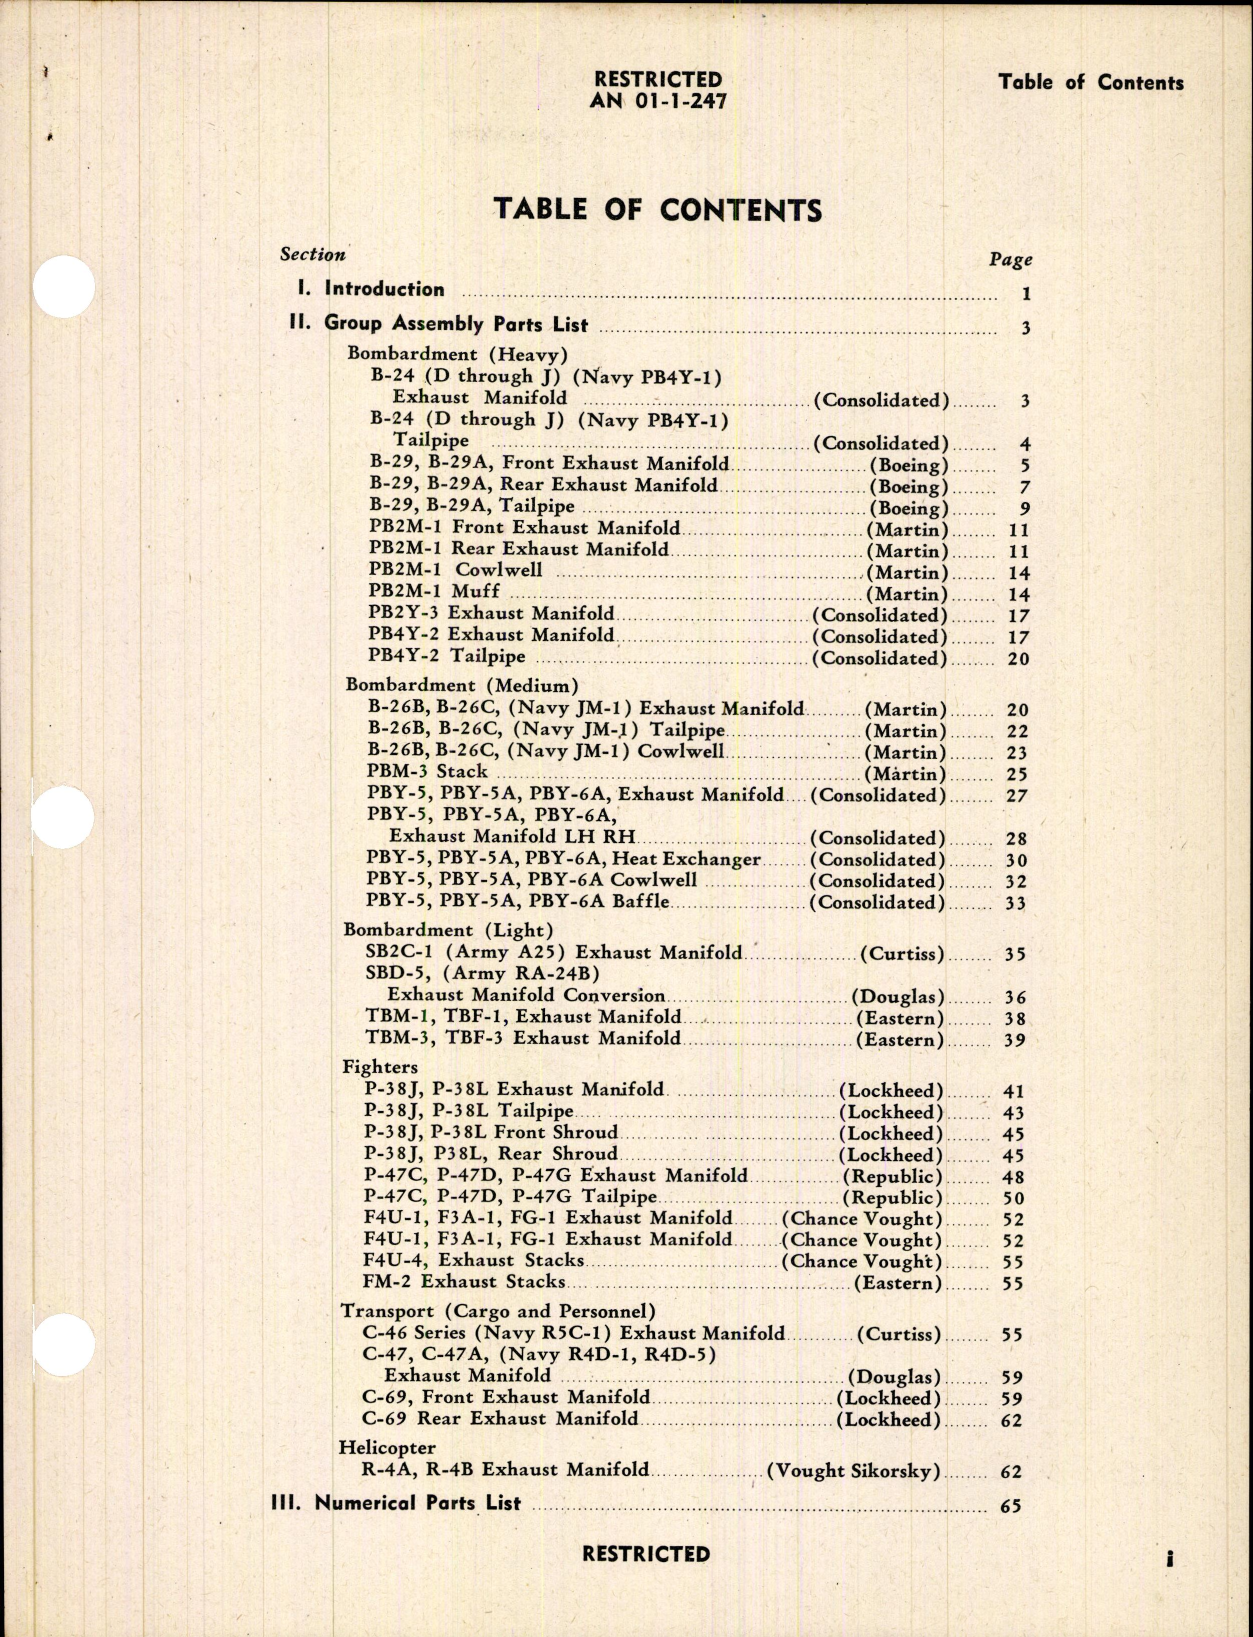 RESTRICTED
AN 01-1-247
Table of Contents
TABLE OF CONTENTS
Section Page
I. Introduction 1
II. Group Assembly Parts List 3
Bombardment (Heavy)
B-24 (D through J) (Navy PB4Y-1)
Exhaust Manifold (Consolidated) 3
B-24 (D through J) (Navy PB4Y-1)
Tailpipe (Consolidated) 4
B-29, B-29A, Front Exhaust Manifold (Boeing) 5
B-29, B-29A, Rear Exhaust Manifold (Boeing) 7
B-29, B-29A, Tailpipe (Boeing) 9
PB2M-1 Front Exhaust Manifold (Martin) 11
PB2M-1 Rear Exhaust Manifold (Martin) 11
PB2M-1 Cowlwell (Martin) 14
PB2M-1 Muff (Martin) 14
PB2Y-3 Exhaust Manifold (Consolidated) 17
PB4Y-2 Exhaust Manifold (Consolidated) 17
PB4Y-2 Tailpipe (Consolidated) 20
Bombardment (Medium)
B-26B, B-26C, (Navy JM-1) Exhaust Manifold (Martin) 20
B-26B, B-26C, (Navy JM-1) Tailpipe (Martin) 22
B-26B, B-26C, (Navy JM-1) Cowlwell (Martin) 23
PBM-3 Stack (Martin) 25
PBY-5, PBY-5A, PBY-6A, Exhaust Manifold (Consolidated) 27
PBY-5, PBY-5A, PBY-6A,
Exhaust Manifold LH RH (Consolidated) 28
PBY-5, PBY-5A, PBY-6A, Heat Exchanger (Consolidated) 30
PBY-5, PBY-5A, PBY-6A Cowlwell (Consolidated) 32
PBY-5, PBY-5A, PBY-6A Baffle (Consolidated) 33
Bombardment (Light)
SB2C-1 (Army A25) Exhaust Manifold (Curtiss) 35
SBD-5, (Army RA-24B)
Exhaust Manifold Conversion (Douglas) 36
TBM-1, TBF-1, Exhaust Manifold (Eastern) 38
TBM-3, TBF-3 Exhaust Manifold (Eastern) 39
Fighters
P-38J, P-38L Exhaust Manifold (Lockheed) 41
P-38J, P-38L Tailpipe (Lockheed) 43
P-38J, P-38L Front Shroud (Lockheed) 45
P-38J, P38L, Rear Shroud (Lockheed) 45
P-47C, P-47D, P-47G Exhaust Manifold (Republic) 48
P-47C, P-47D, P-47G Tailpipe (Republic) 50
F4U-1, F3A-1, FG-1 Exhaust Manifold (Chance Vought) 52
F4U-1, F3A-1, FG-1 Exhaust Manifold (Chance Vought) 52
F4U-4, Exhaust Stacks (Chance Vought) 55
FM-2 Exhaust Stacks (Eastern) 55
Transport (Cargo and Personnel)
C-46 Series (Navy R5C-1) Exhaust Manifold (Curtiss) 55
C-47, C-47A, (Navy R4D-1, R4D-5)
Exhaust Manifold (Douglas) 59
C-69, Front Exhaust Manifold (Lockheed) 59
C-69 Rear Exhaust Manifold (Lockheed) 62
Helicopter
R-4A, R-4B Exhaust Manifold (Vought Sikorsky) 62
III. Numerical Parts List 65
RESTRICTED
i